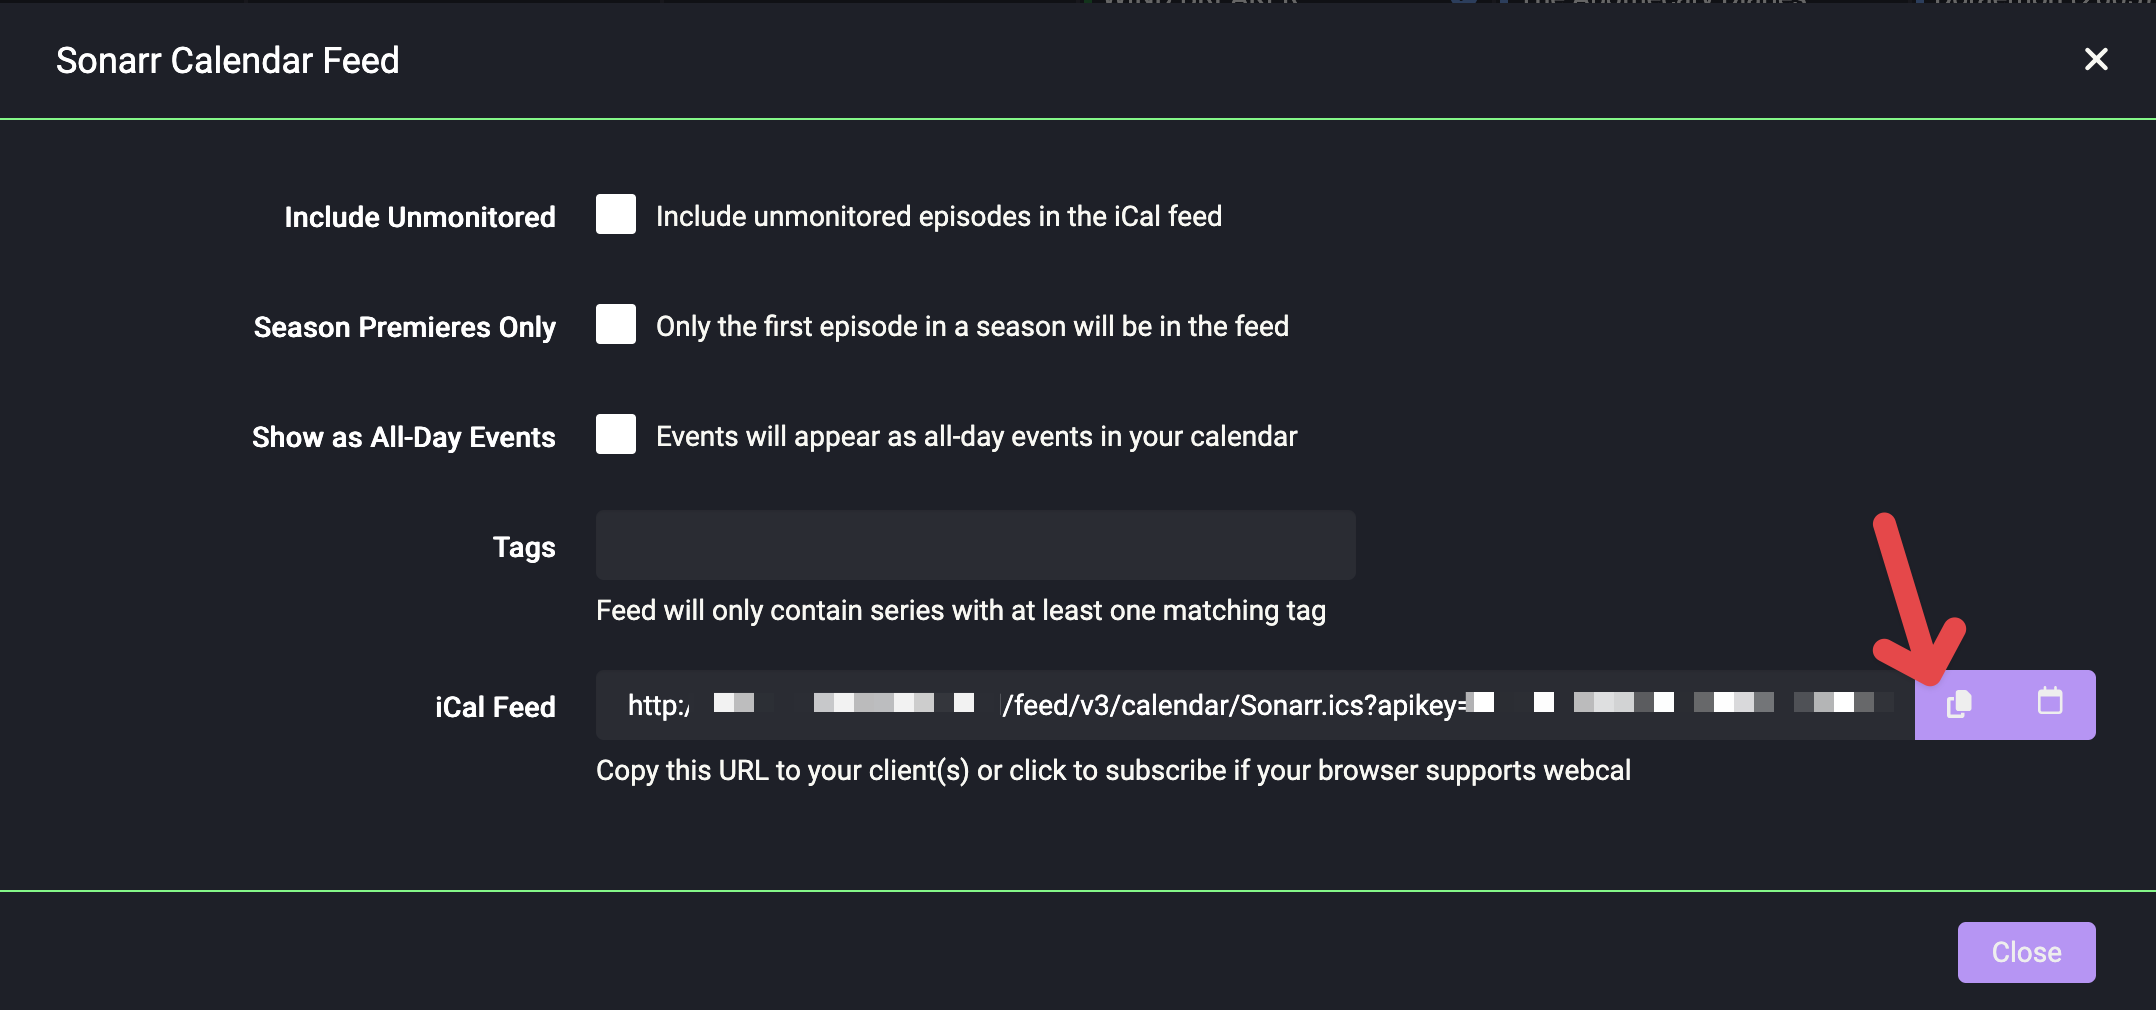 Sonarr Calendar Feed
Include Unmonitored
Include unmonitored episodes in the iCal feed
Season Premieres Only
Only the first episode in a season will be in the feed
Show as All-Day Events
Events will appear as all-day events in your calendar
Tags
Feed will only contain series with at least one matching tag
iCal Feed
http:/ /feed/v3/calendar/Sonarr.ics?apikey=
Copy this URL to your client(s) or click to subscribe if your browser supports webcal
Close